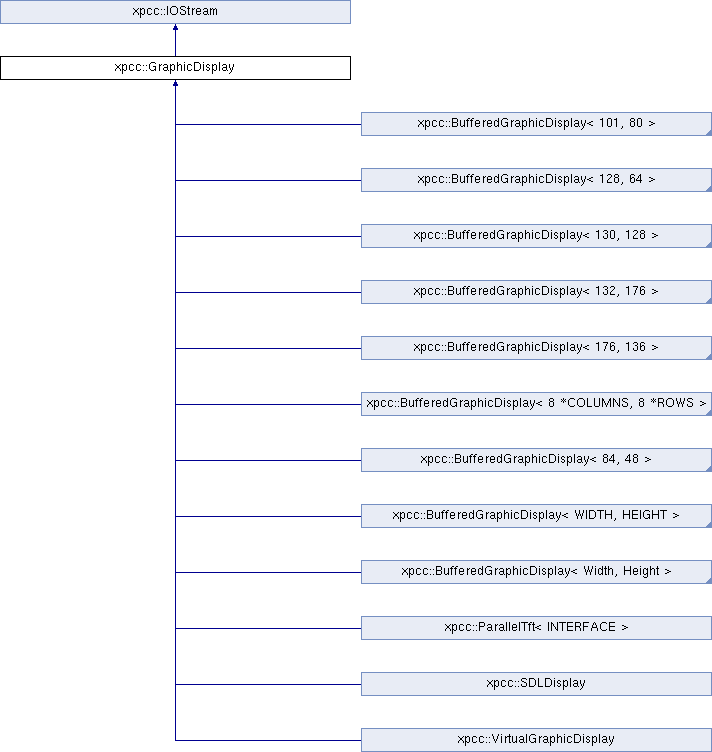 xpcc::IOStream
xpcc::GraphicDisplay
xpcc::BufferedGraphicDisplay< 101, 80 >
xpcc::BufferedGraphicDisplay< 128, 64 >
xpcc::BufferedGraphicDisplay< 130, 128 >
xpcc::BufferedGraphicDisplay< 132, 176 >
xpcc::BufferedGraphicDisplay< 176, 136 >
xpcc::BufferedGraphicDisplay< 8 *COLUMNS, 8 *ROWS >
xpcc::BufferedGraphicDisplay< 84, 48 >
xpcc::BufferedGraphicDisplay< WIDTH, HEIGHT >
xpcc::BufferedGraphicDisplay< Width, Height >
xpcc::ParallelTft< INTERFACE >
xpcc::SDLDisplay
xpcc::VirtualGraphicDisplay